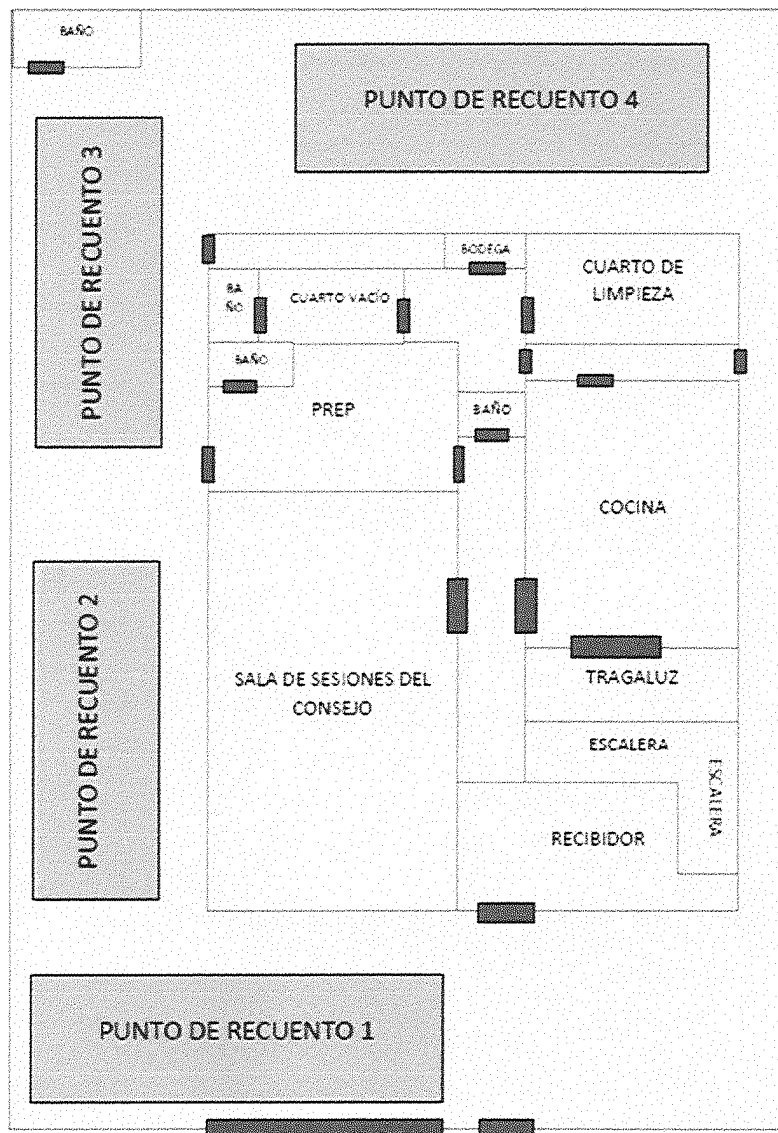 BAÑO
PUNTO DE RECUENTO 4
PUNTO DE RECUENTO 3
BODEGA
CUARTO DE
LIMPIEZA
BA
ÑO
CUARTO VACÍO
BAÑO
PREP
BAÑO
COCINA
PUNTO DE RECUENTO 2
SALA DE SESIONES DEL
CONSEJO
TRAGALUZ
ESCALERA
ESCALERA
RECIBIDOR
PUNTO DE RECUENTO 1